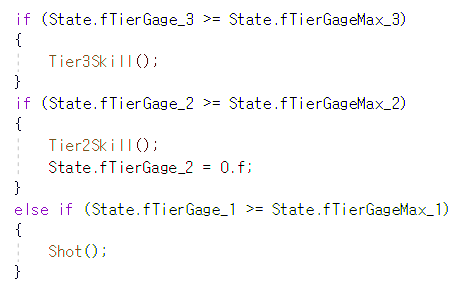 if (State.fTierGage_3 >= State.fTierGageMax_3)
{
Tier3Skill();
}
if (State.fTierGage_2 >= State.fTierGageMax_2)
{
Tier2Skill();
State.fTierGage_2 = 0.f;
}
else if (State.fTierGage_1 >= State.fTierGageMax_1)
{
Shot();
}